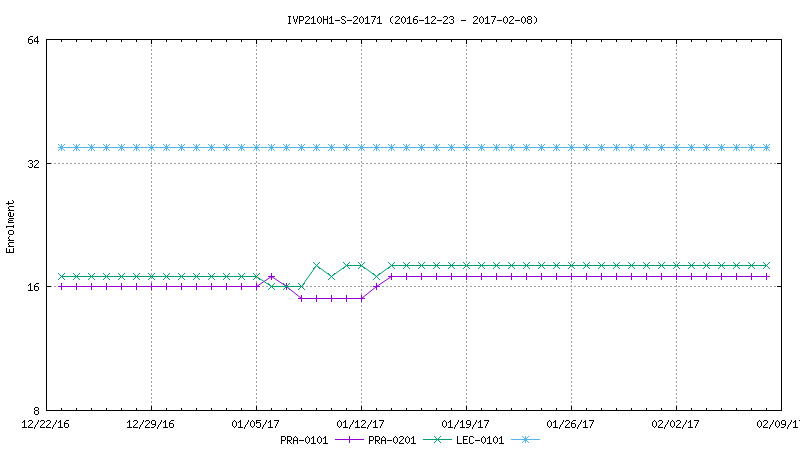 IVP210H1-S-20171 (2016-12-23 - 2017-02-08)
64
32
16
8
Enrolment
12/22/16 12/29/16 01/05/17 01/12/17 01/19/17 01/26/17 02/02/17 02/09/1
PRA-0101 PRA-0201 LEC-0101